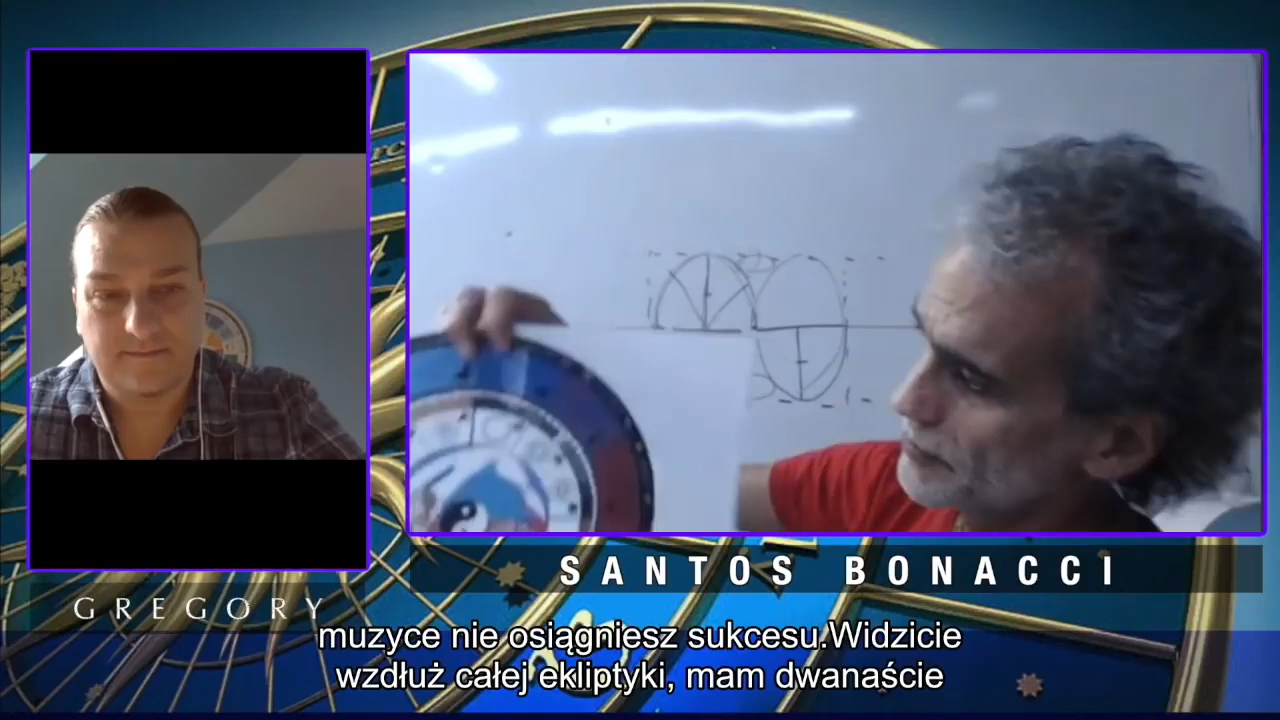 SANTOS BONACCI
GREGORY
muzyce nie osiągniesz sukcesu.Widzicie
wzdłuż całej ekliptyki, mam dwanaście